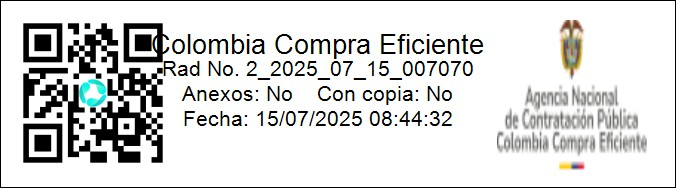 Colombia Compra Eficiente
Rad No. 2_2025_07_15_007070
Anexos: No Con copia: No
Fecha: 15/07/2025 08:44:32
Agencia Nacional
de Contratación Pública
Colombia Compra Eficiente